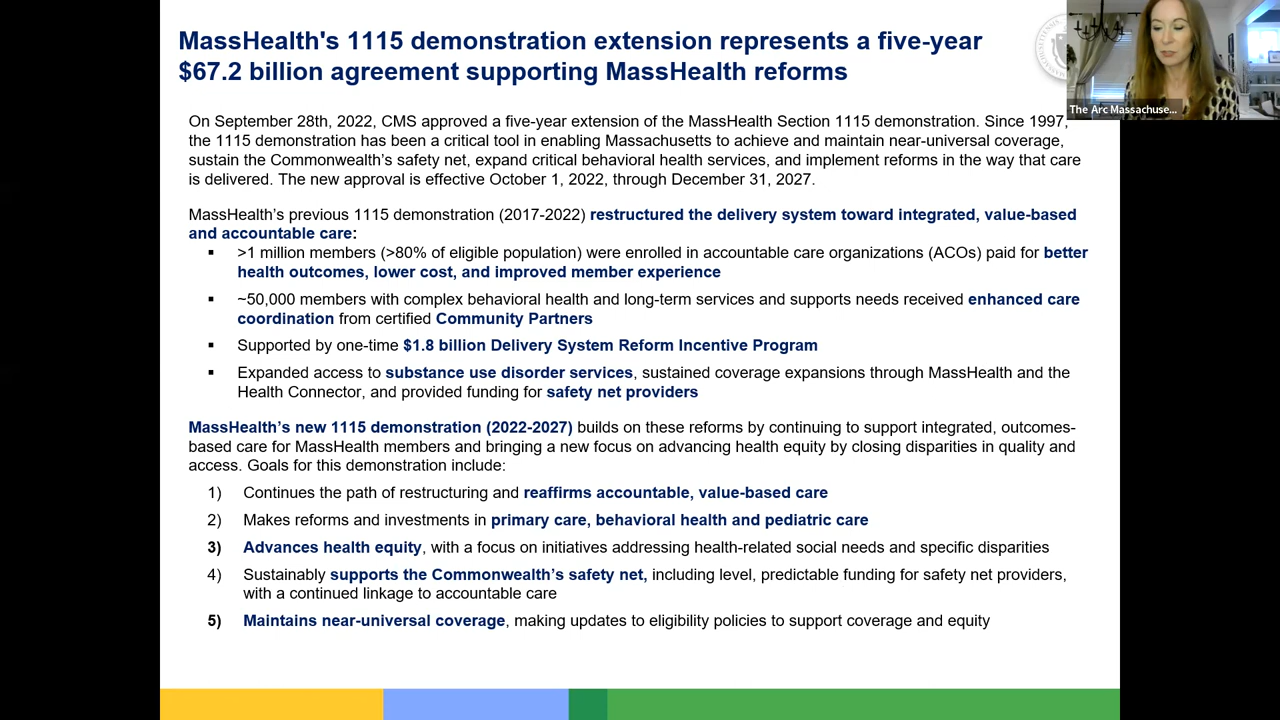 MassHealth's 1115 demonstration extension represents a five-year
$67.2 billion agreement supporting MassHealth reforms
The Arc Massachuse...
On September 28th, 2022, CMS approved a five-year extension of the MassHealth Section 1115 demonstration. Since 1997,
the 1115 demonstration has been a critical tool in enabling Massachusetts to achieve and maintain near-universal coverage,
sustain the Commonwealth's safety net, expand critical behavioral health services, and implement reforms in the way that care
is delivered. The new approval is effective October 1, 2022, through December 31, 2027.
MassHealth's previous 1115 demonstration (2017-2022) restructured the delivery system toward integrated, value-based
and accountable care:
▪ >1 million members (>80% of eligible population) were enrolled in accountable care organizations (ACOs) paid for better
health outcomes, lower cost, and improved member experience
▪ ~50,000 members with complex behavioral health and long-term services and supports needs received enhanced care
coordination from certified Community Partners
▪ Supported by one-time $1.8 billion Delivery System Reform Incentive Program
▪ Expanded access to substance use disorder services, sustained coverage expansions through MassHealth and the
Health Connector, and provided funding for safety net providers
MassHealth's new 1115 demonstration (2022-2027) builds on these reforms by continuing to support integrated, outcomes-
based care for MassHealth members and bringing a new focus on advancing health equity by closing disparities in quality and
access. Goals for this demonstration include:
1) Continues the path of restructuring and reaffirms accountable, value-based care
2) Makes reforms and investments in primary care, behavioral health and pediatric care
3) Advances health equity, with a focus on initiatives addressing health-related social needs and specific disparities
4) Sustainably supports the Commonwealth's safety net, including level, predictable funding for safety net providers,
with a continued linkage to accountable care
5) Maintains near-universal coverage, making updates to eligibility policies to support coverage and equity